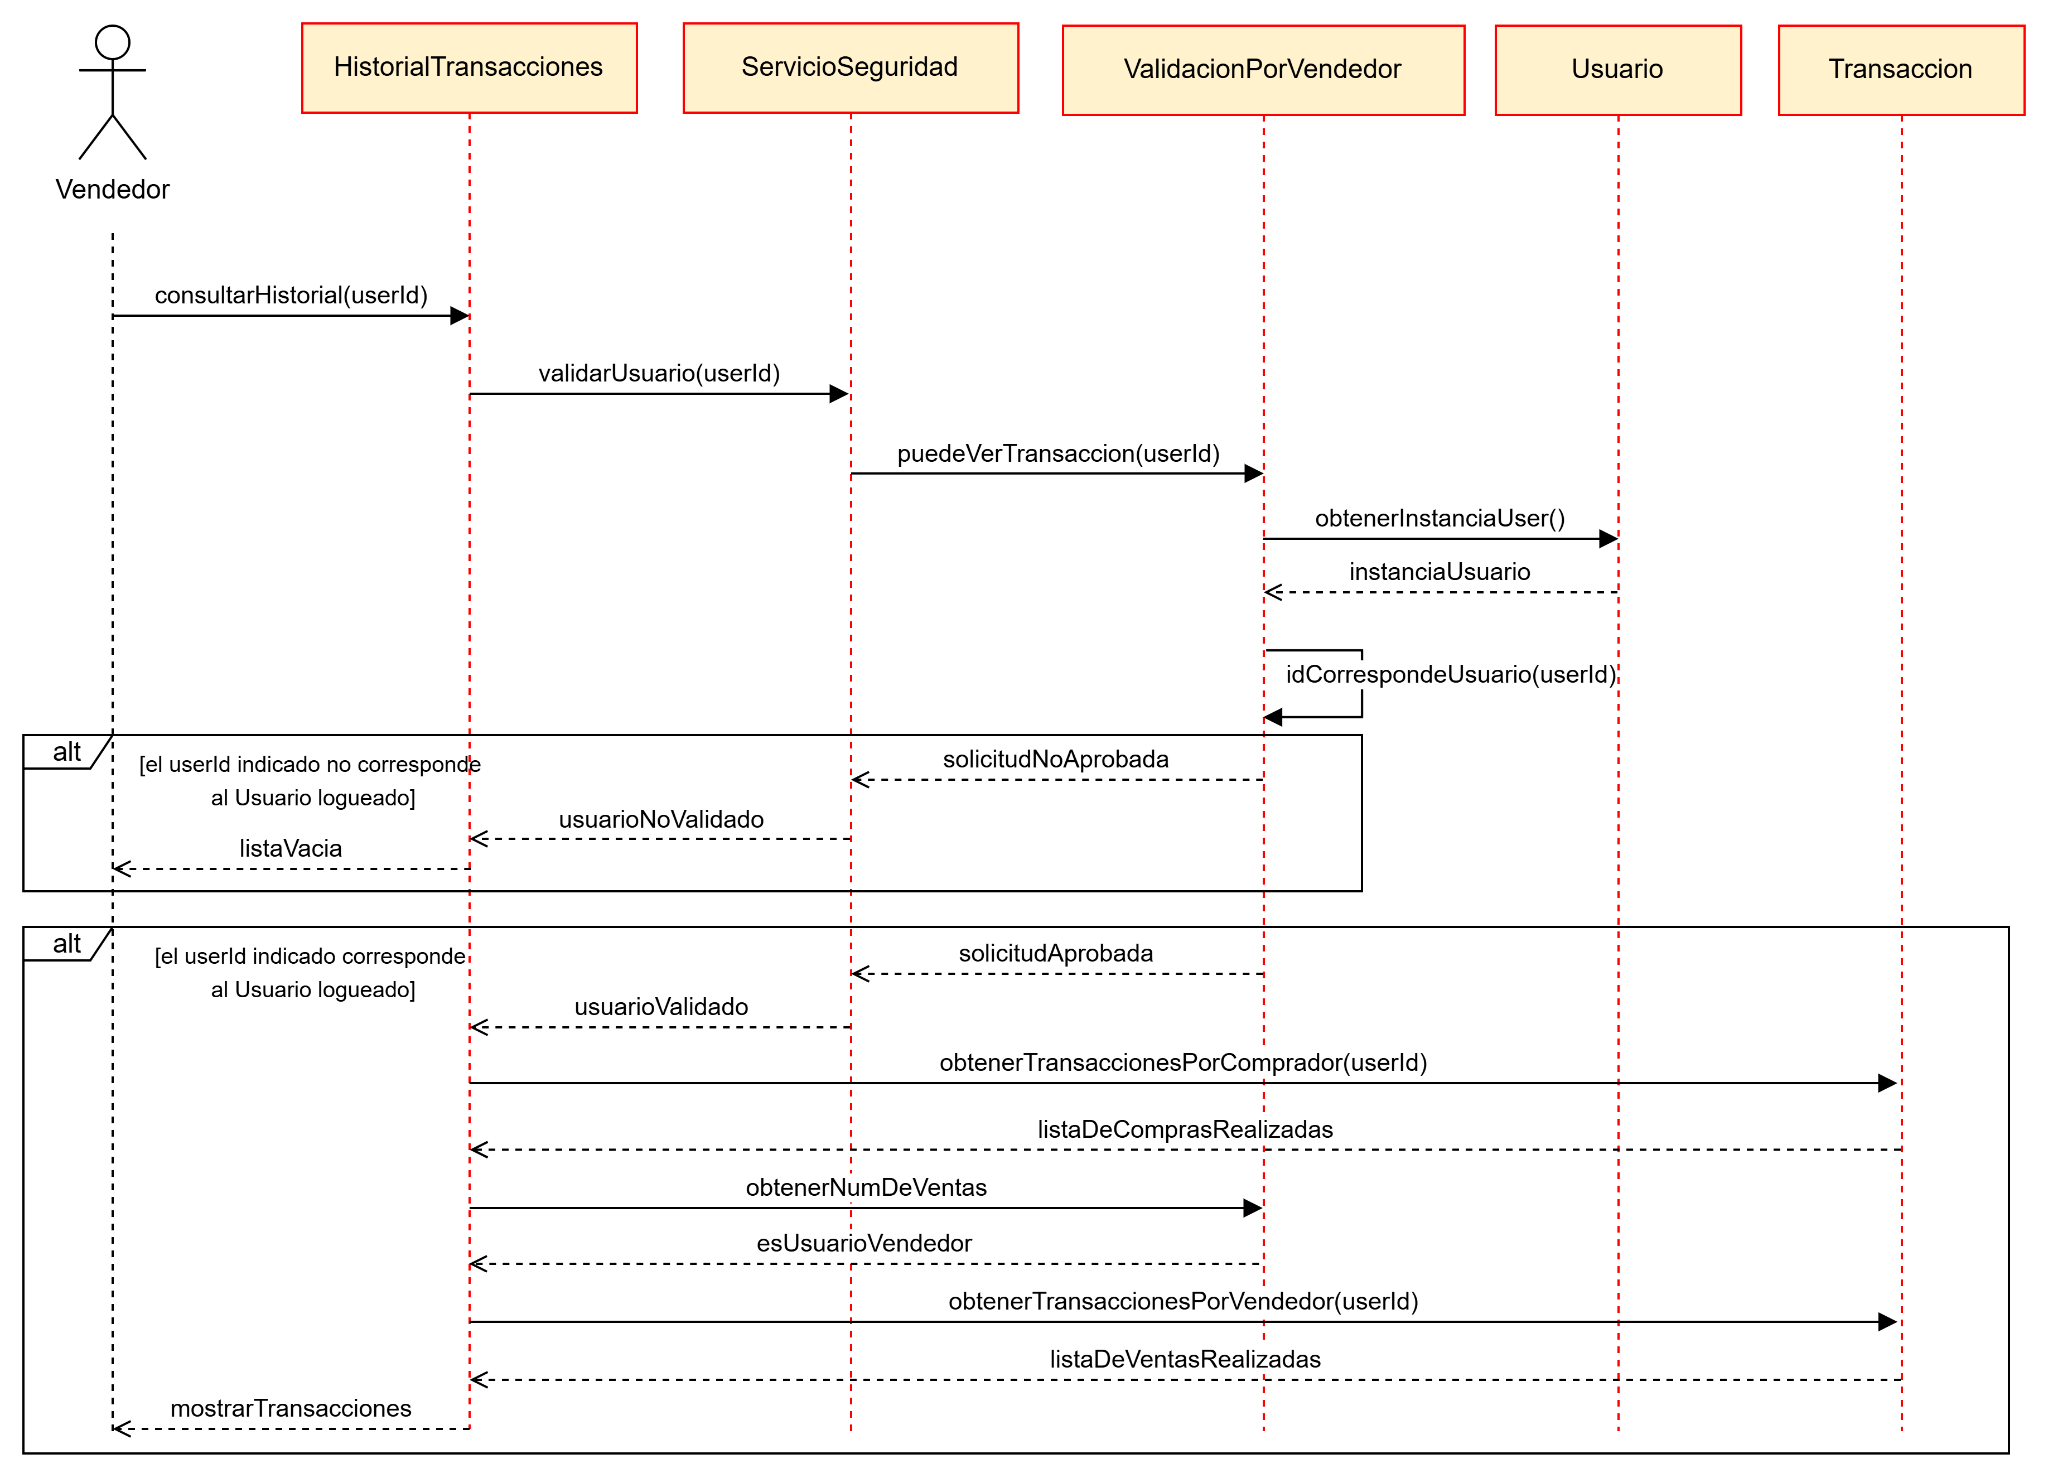 HistorialTransacciones
ServicioSeguridad
ValidacionPorVendedor
Usuario
Transaccion
Vendedor
consultarHistorial(userId)
validarUsuario(userId)
puedeVerTransaccion(userId)
obtenerInstanciaUser()
instanciaUsuario
idCorrespondeUsuario(userId)
alt
[el userId indicado no corresponde
al Usuario logueado]
solicitudNoAprobada
usuarioNoValidado
listaVacia
alt
[el userId indicado corresponde
al Usuario logueado]
solicitudAprobada
usuarioValidado
obtenerTransaccionesPorComprador(userId)
listaDeComprasRealizadas
obtenerNumDeVentas
esUsuarioVendedor
obtenerTransaccionesPorVendedor(userId)
listaDeVentasRealizadas
mostrarTransacciones